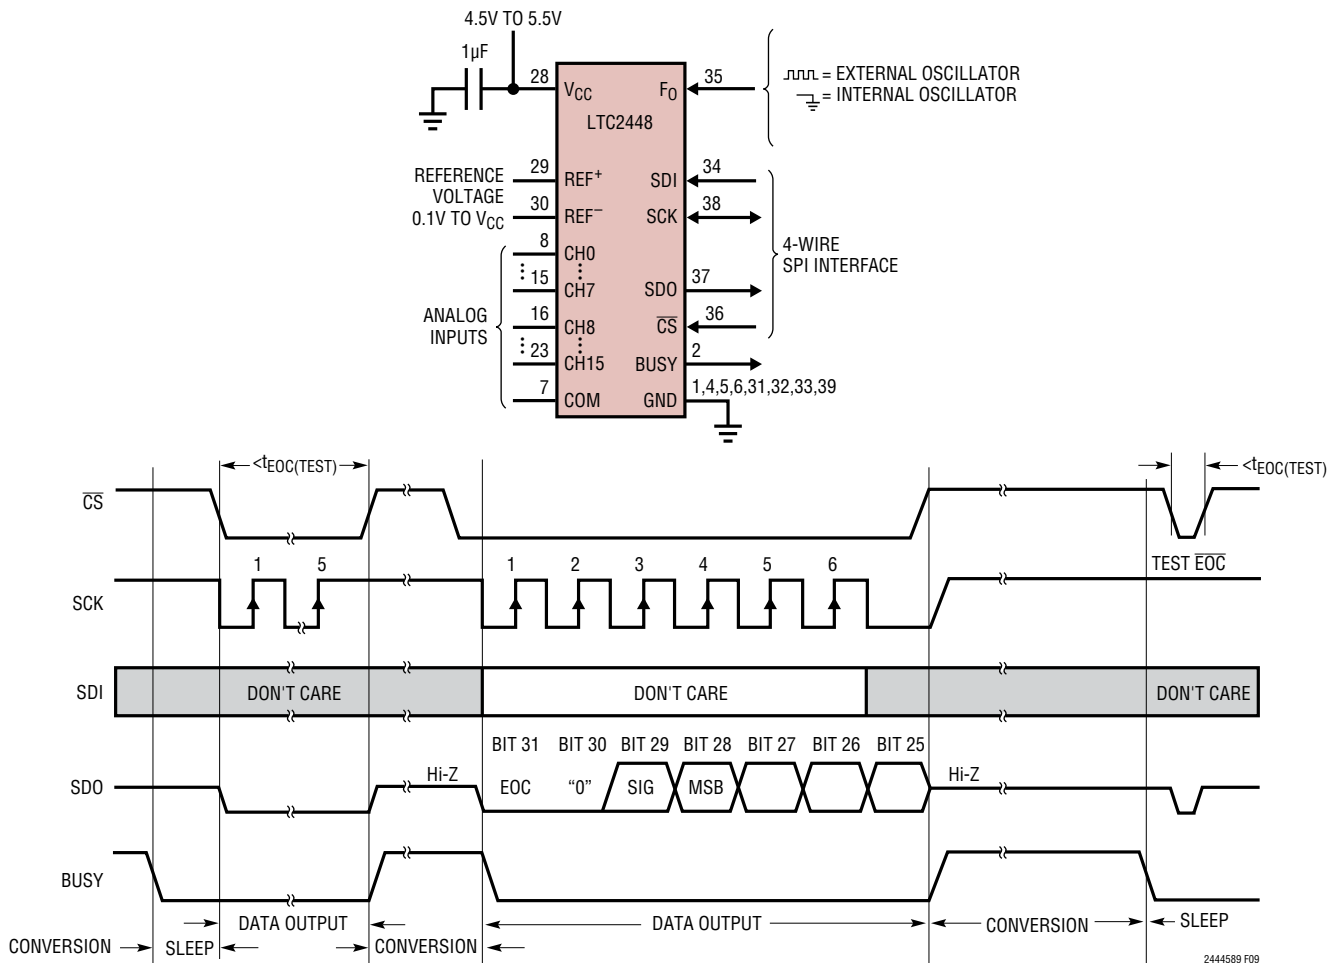 4.5V TO 5.5V
1µF
28
VCC
FO
35
= EXTERNAL OSCILLATOR
= INTERNAL OSCILLATOR
LTC2448
REFERENCE
VOLTAGE
0.1V TO VCC
29
REF+
SDI
34
30
REF–
SCK
38
4-WIRE
SPI INTERFACE
8
CH0
15
CH7
SDO
37
ANALOG
INPUTS
16
CH8
CS
36
23
CH15
BUSY
2
7
COM
GND
1,4,5,6,31,32,33,39
<tEOC(TEST)
<tEOC(TEST)
CS
TEST EOC
1 5 1 2 3 4 5 6
SCK
SDI
DON'T CARE
DON'T CARE
DON'T CARE
BIT 31 BIT 30 BIT 29 BIT 28 BIT 27 BIT 26 BIT 25
SDO
Hi-Z
EOC “0” SIG MSB
Hi-Z
BUSY
CONVERSION
SLEEP
DATA OUTPUT
CONVERSION
DATA OUTPUT
CONVERSION
SLEEP
2444589 F09